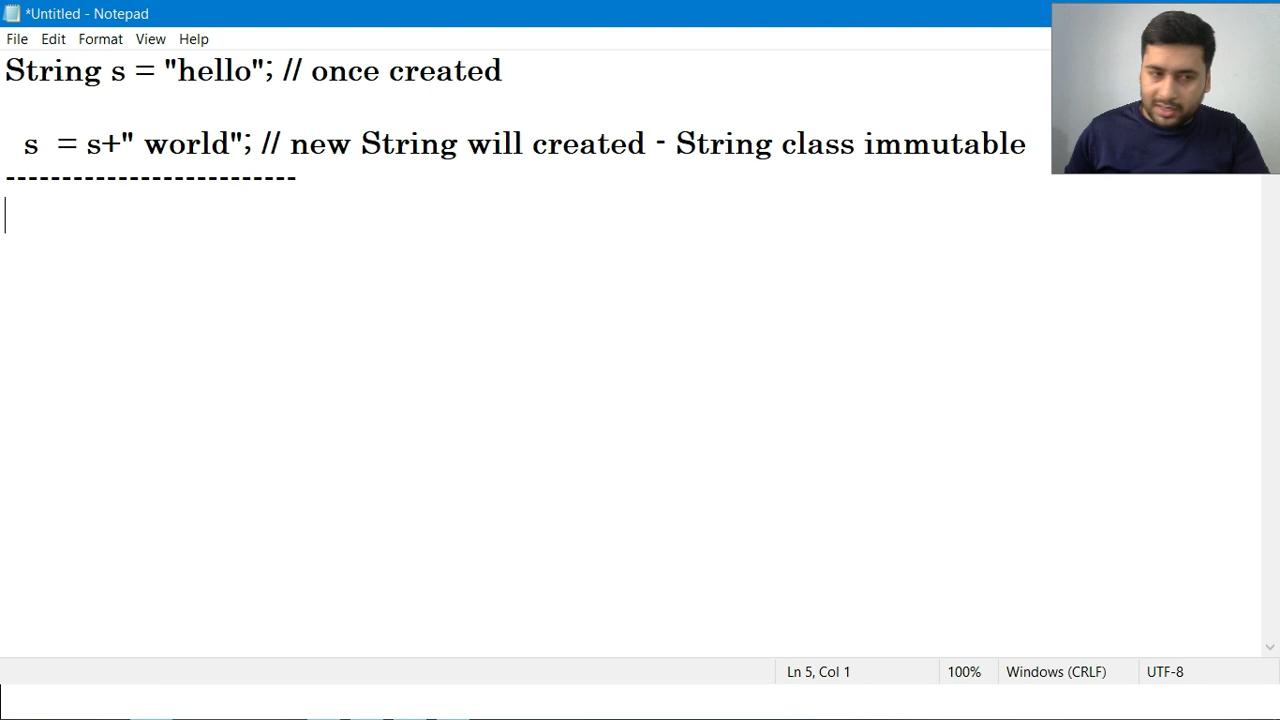 *Untitled - Notepad
File Edit Format View Help
String s = "hello"; // once created
s  = s+" world"; // new String will created - String class immutable
--------------------------
Ln 5, Col 1 100% Windows (CRLF) UTF-8